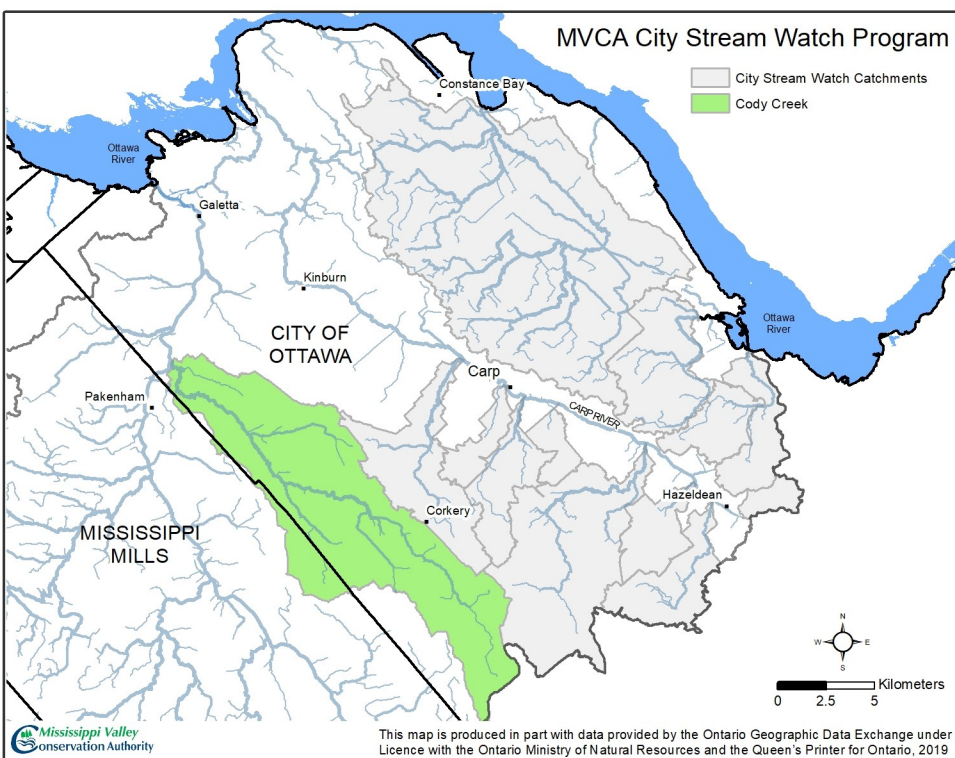 MVCA City Stream Watch Program
City Stream Watch Catchments
Cody Creek
Constance Bay
Ottawa
River
Galetta
Kinburn
CITY OF
OTTAWA
Ottawa
River
Carp
CARP RIVER
Pakenham
Hazeldean
Corkery
MISSISSIPPI
MILLS
N
W
E
S
Kilometers
0 2.5 5
Mississippi Valley
Conservation Authority
This map is produced in part with data provided by the Ontario Geographic Data Exchange under
Licence with the Ontario Ministry of Natural Resources and the Queen's Printer for Ontario, 2019